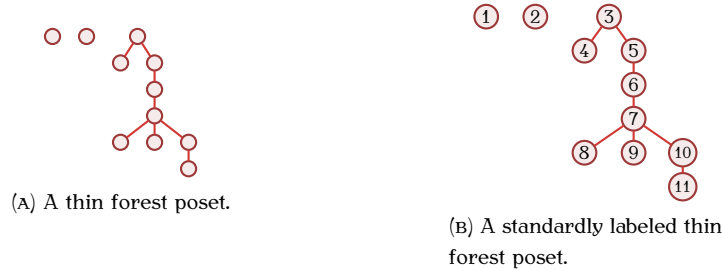 1 2 3
4 5
6
7
8 9 10
11
(A) A thin forest poset.
(B) A standardly labeled thin
forest poset.